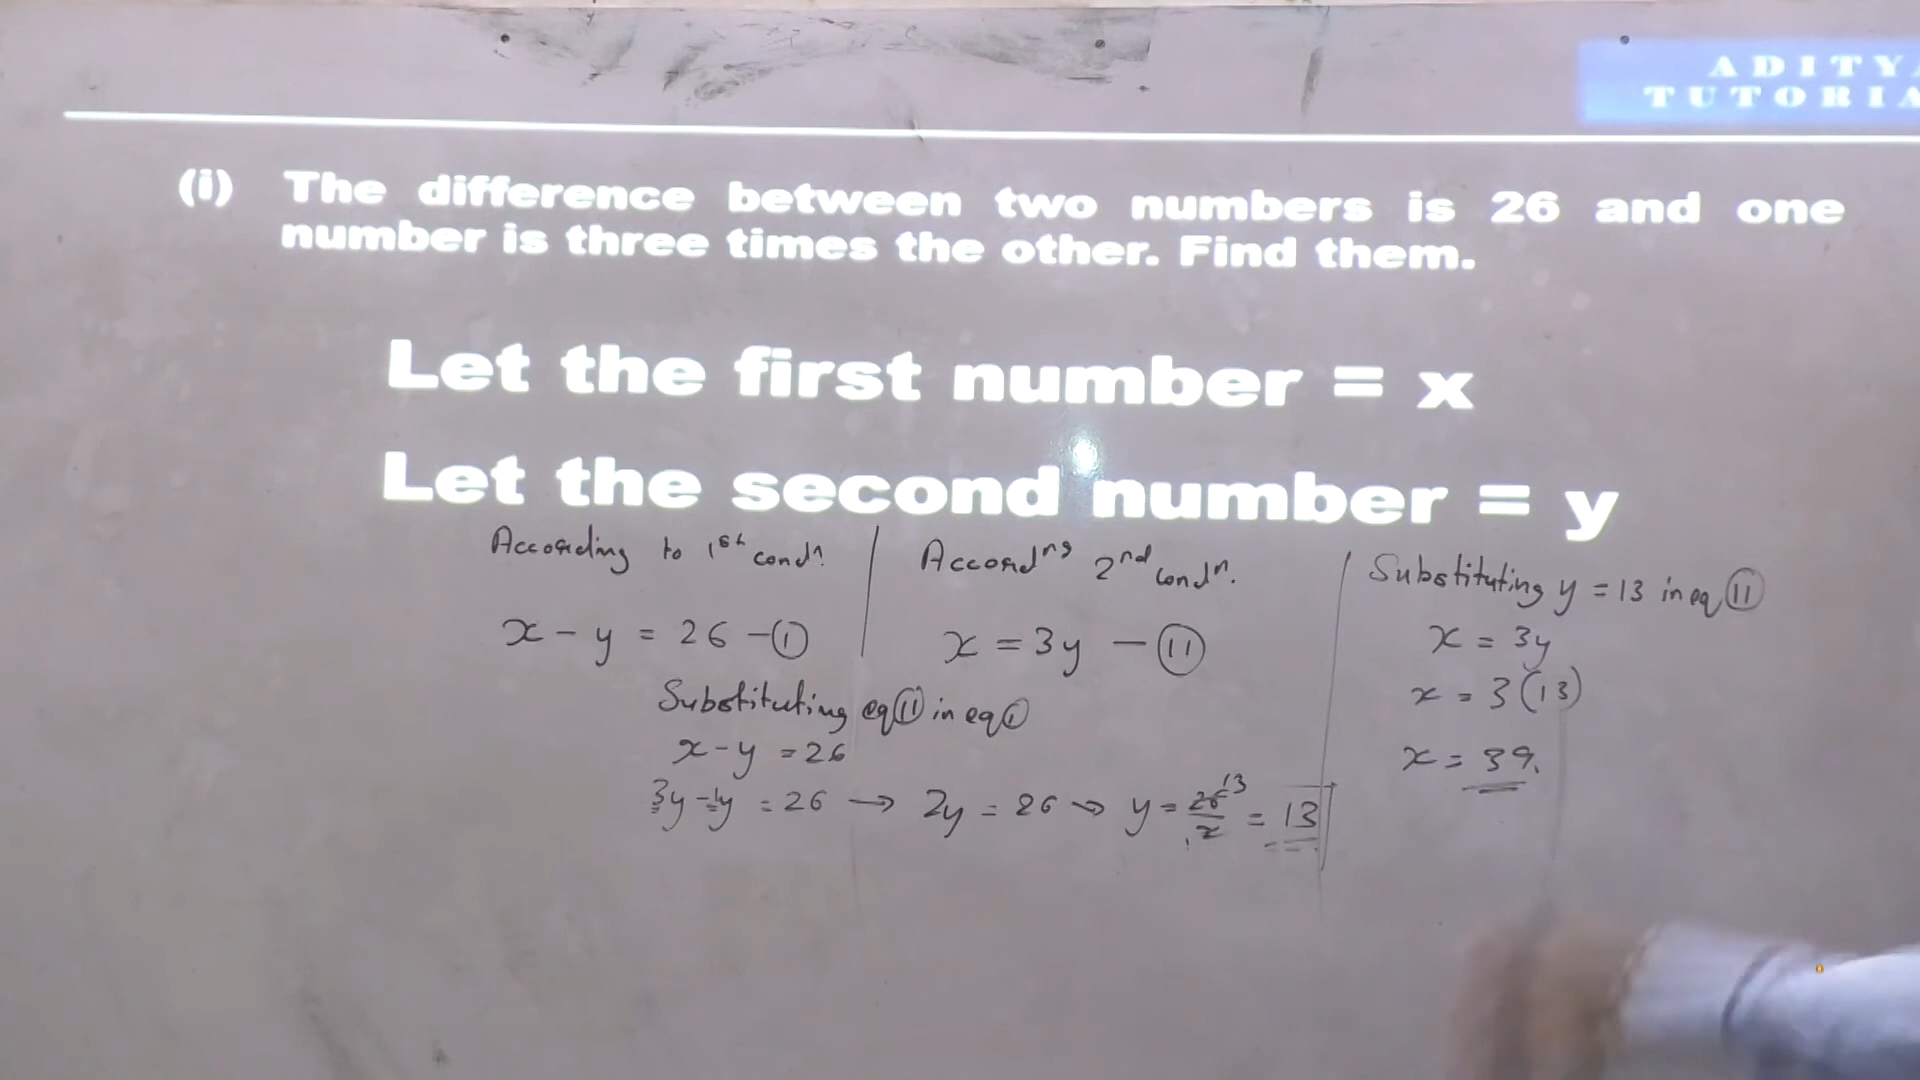 ADITYA
TUTORIA
(i) The difference between two numbers is 26 and one
number is three times the other. Find them.
Let the first number = x
Let the second number = y
According to 1st condn.
x - y = 26 - (1)
Accordng 2nd condn.
x = 3y - (11)
Substituting eq (11) in eq (1)
x - y = 26
3y - 1y = 26 → 2y = 26 → y = 26/2 13 = 13
Substituting y = 13 in eq (11)
x = 3y
x = 3(13)
x = 39.